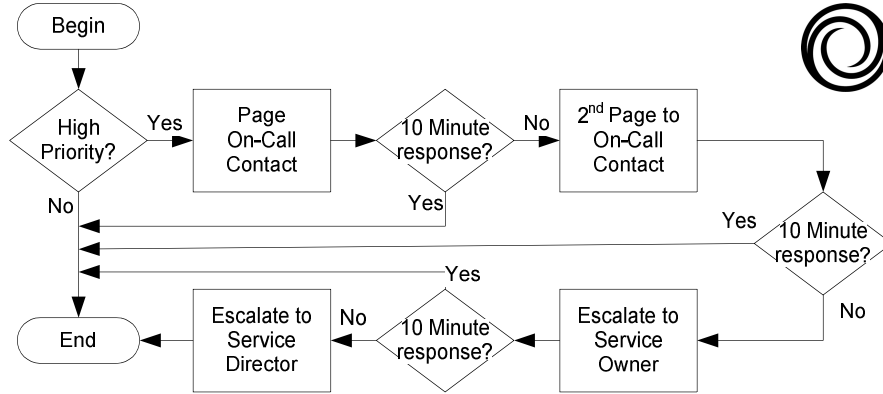 Begin
High
Priority?
Yes
No
Page
On-Call
Contact
10 Minute
response?
No
Yes
2nd Page to
On-Call
Contact
10 Minute
response?
Yes
No
Escalate to
Service
Owner
10 Minute
response?
Yes
No
Escalate to
Service
Director
End